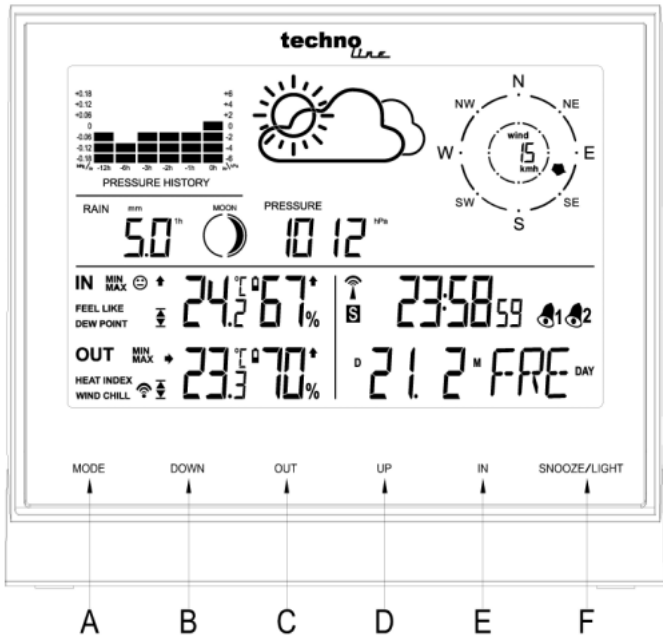 techno
line
+0.18 +6
+0.12 +4
+0.06 +2
0 0
-0.06 -2
-0.12 -4
-0.18 -6
-12h -6h -3h -2h -1h 0h
PRESSURE HISTORY
N
NW NE
wind
W 15 E
kmh
SW SE
S
RAIN mm MOON PRESSURE
5.0 1h 1012 hPa
IN MIN MAX 24.2 °C 67 %
FEEL LIKE
DEW POINT
S 23:58 59 1 2
OUT MIN MAX 23.3 °C 70 %
HEAT INDEX
WIND CHILL
D 21. 2 M FRE DAY
MODE DOWN OUT UP IN SNOOZE/LIGHT
A B C D E F